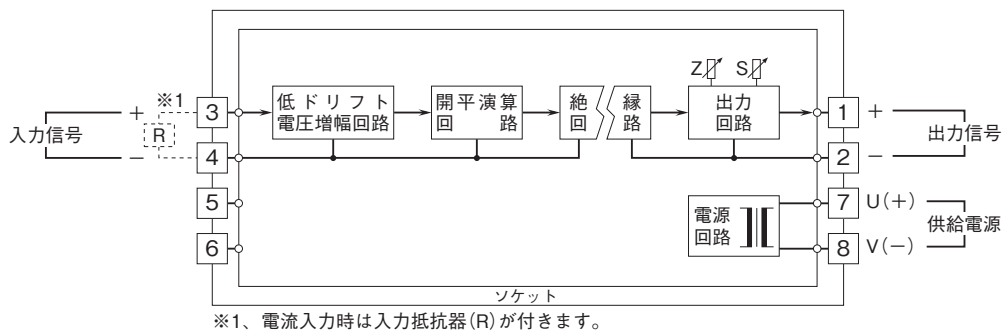 ※1
入力信号
+
R
−
3
4
5
6
低ドリフト
電圧増幅回路
開平演算
回路
絶縁
回路
Z
S
出力
回路
電源
回路
1
2
7
8
+
−
出力信号
U(+)
V(−)
供給電源
ソケット
※1、電流入力時は入力抵抗器(R)が付きます。